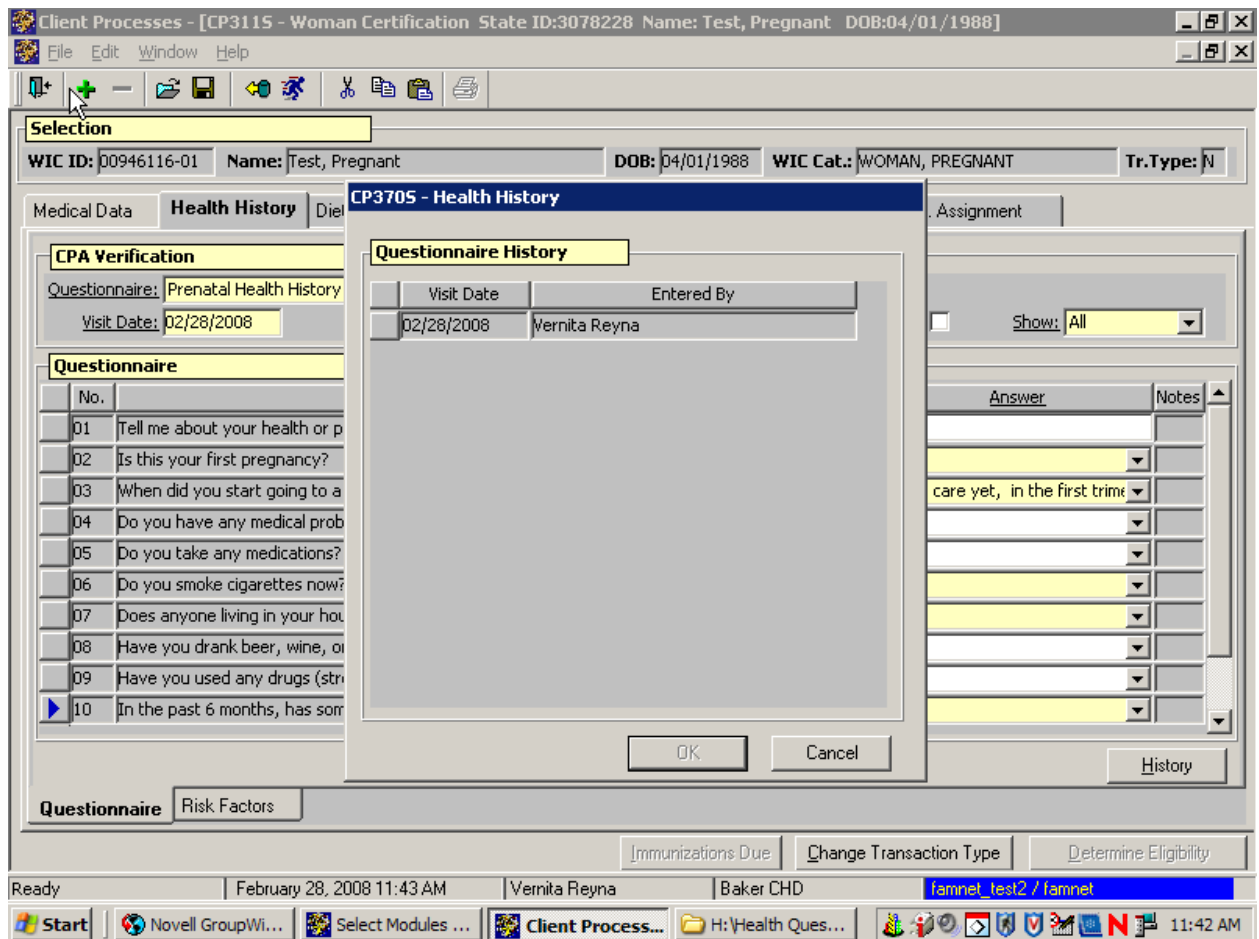 Client Processes - [CP311S - Woman Certification State ID:3078228 Name: Test, Pregnant DOB:04/01/1988]
File Edit Window Help
Selection
WIC ID: 00946116-01 Name: Test, Pregnant DOB: 04/01/1988 WIC Cat.: WOMAN, PREGNANT Tr.Type: N
Medical Data Health History Diet . Assignment
CP370S - Health History
CPA Verification
Questionnaire: Prenatal Health History
Visit Date: 02/28/2008
Show: All
Questionnaire History
Visit Date Entered By
02/28/2008 Vernita Reyna
Questionnaire
No. Answer Notes
01 Tell me about your health or p
02 Is this your first pregnancy?
03 When did you start going to a care yet, in the first trime
04 Do you have any medical prob
05 Do you take any medications?
06 Do you smoke cigarettes now?
07 Does anyone living in your hou
08 Have you drank beer, wine, or
09 Have you used any drugs (stre
10 In the past 6 months, has som
OK Cancel
History
Questionnaire Risk Factors
Immunizations Due Change Transaction Type Determine Eligibility
Ready February 28, 2008 11:43 AM Vernita Reyna Baker CHD famnet_test2 / famnet
Start Novell GroupWi... Select Modules ... Client Process... H:\Health Ques... N 11:42 AM